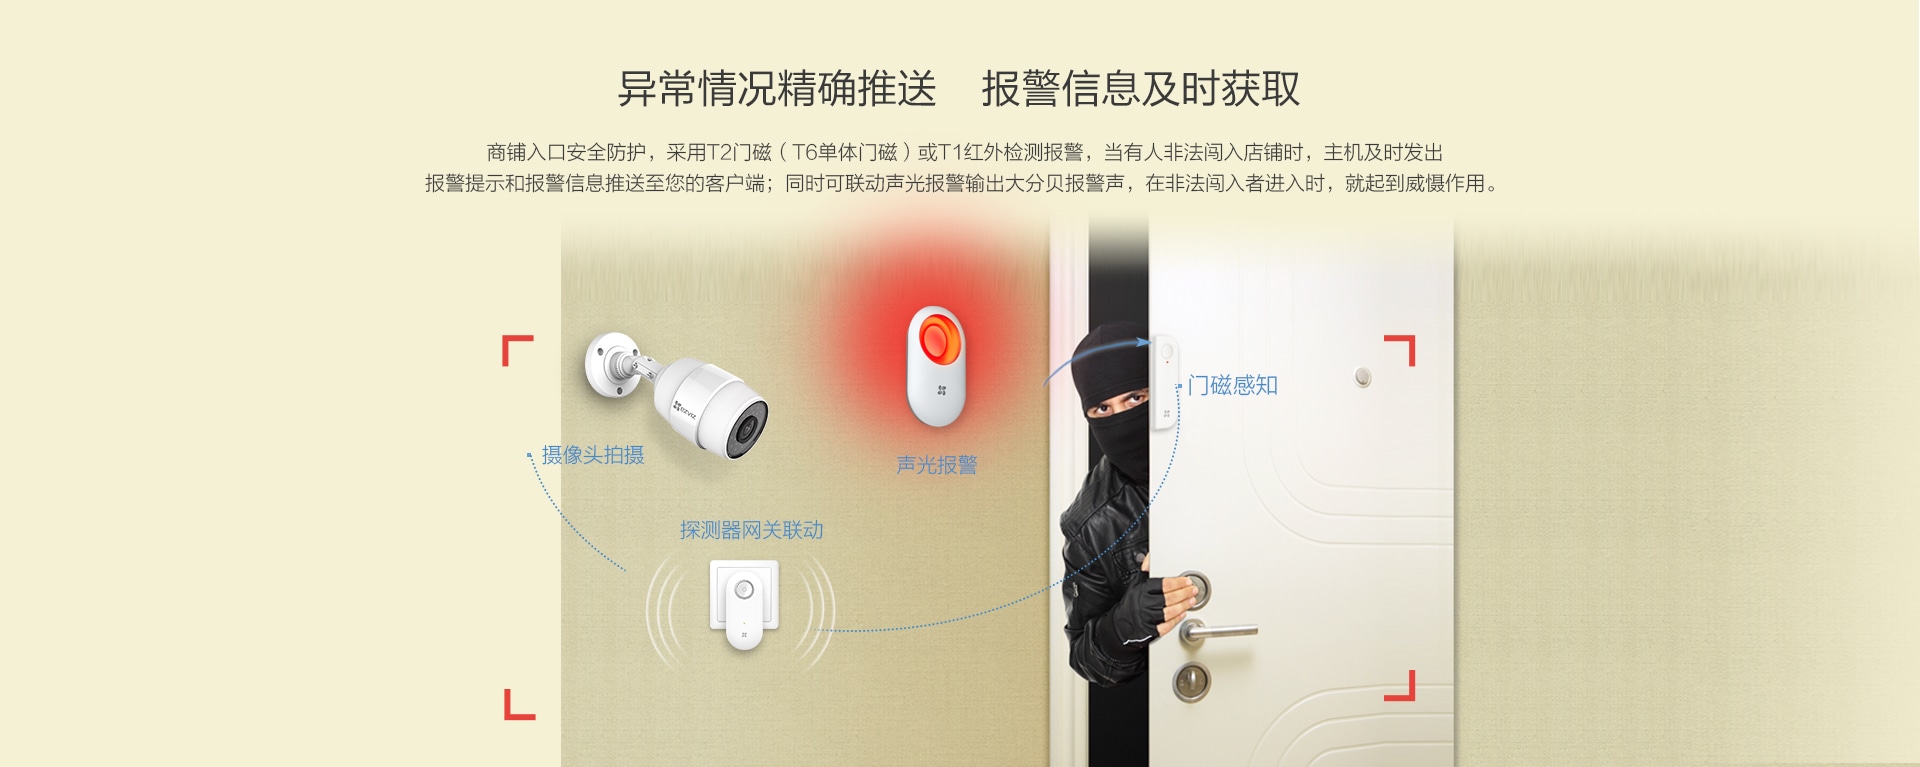 异常情况精确推送 报警信息及时获取
商铺入口安全防护，采用T2门磁（T6单体门磁）或T1红外检测报警，当有人非法闯入店铺时，主机及时发出
报警提示和报警信息推送至您的客户端；同时可联动声光报警输出大分贝报警声，在非法闯入者进入时，就起到威慑作用。
门磁感知
摄像头拍摄
EZVIZ
声光报警
探测器网关联动